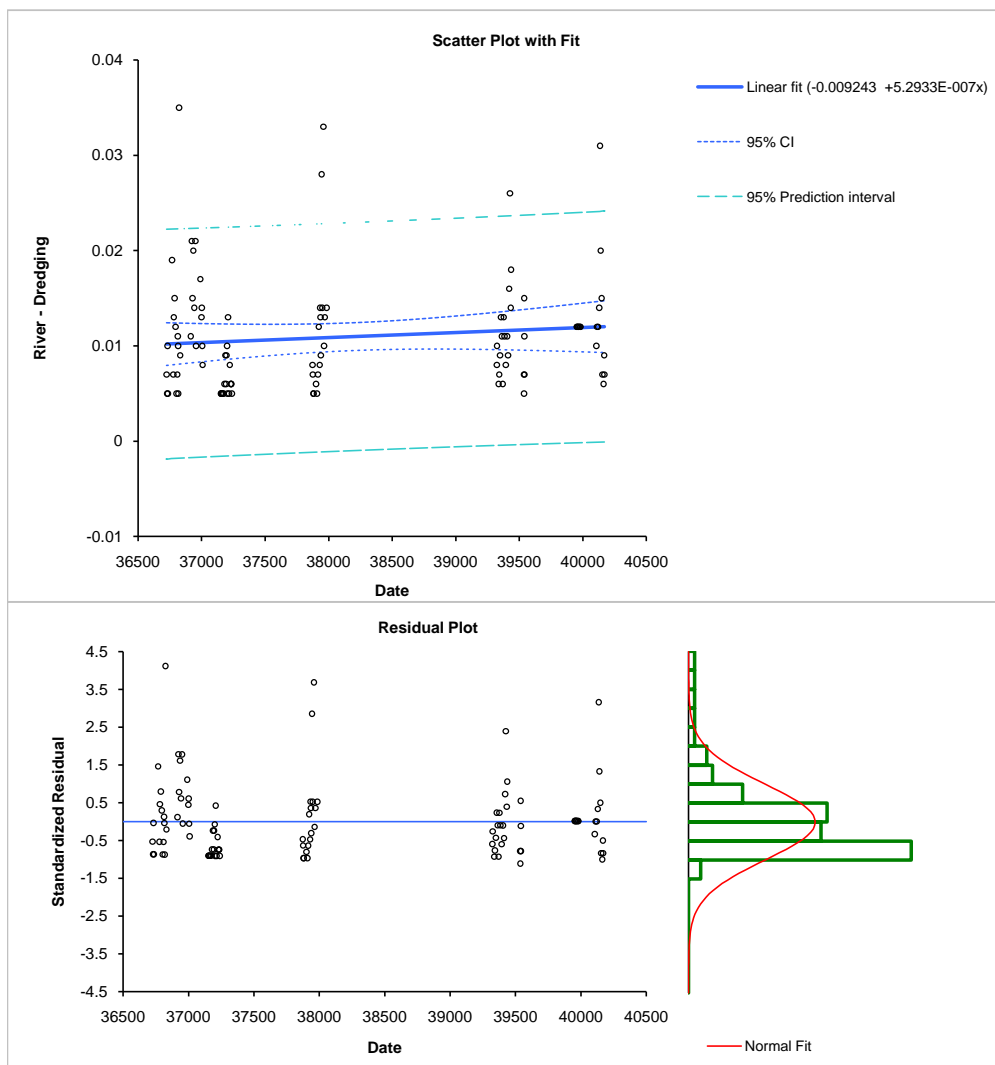 Scatter Plot with Fit
0.04
0.03
0.02
0.01
0
-0.01
River - Dredging
36500 37000 37500 38000 38500 39000 39500 40000 40500
Date
Linear fit (-0.009243 +5.2933E-007x)
95% CI
95% Prediction interval
Residual Plot
4.5
3.5
2.5
1.5
0.5
-0.5
-1.5
-2.5
-3.5
-4.5
Standardized Residual
36500 37000 37500 38000 38500 39000 39500 40000 40500
Date
Normal Fit